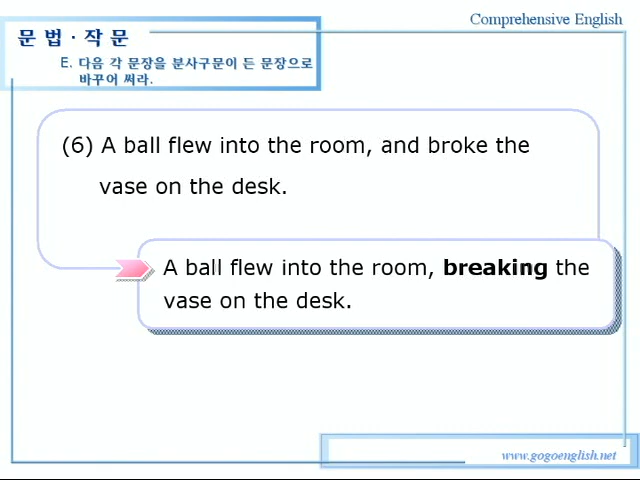 Comprehensive English
문 법 · 작 문
E. 다음 각 문장을 분사구문이 든 문장으로
바꾸어 써라.
(6) A ball flew into the room, and broke the
vase on the desk.
A ball flew into the room, breaking the
vase on the desk.
www.gogoenglish.net